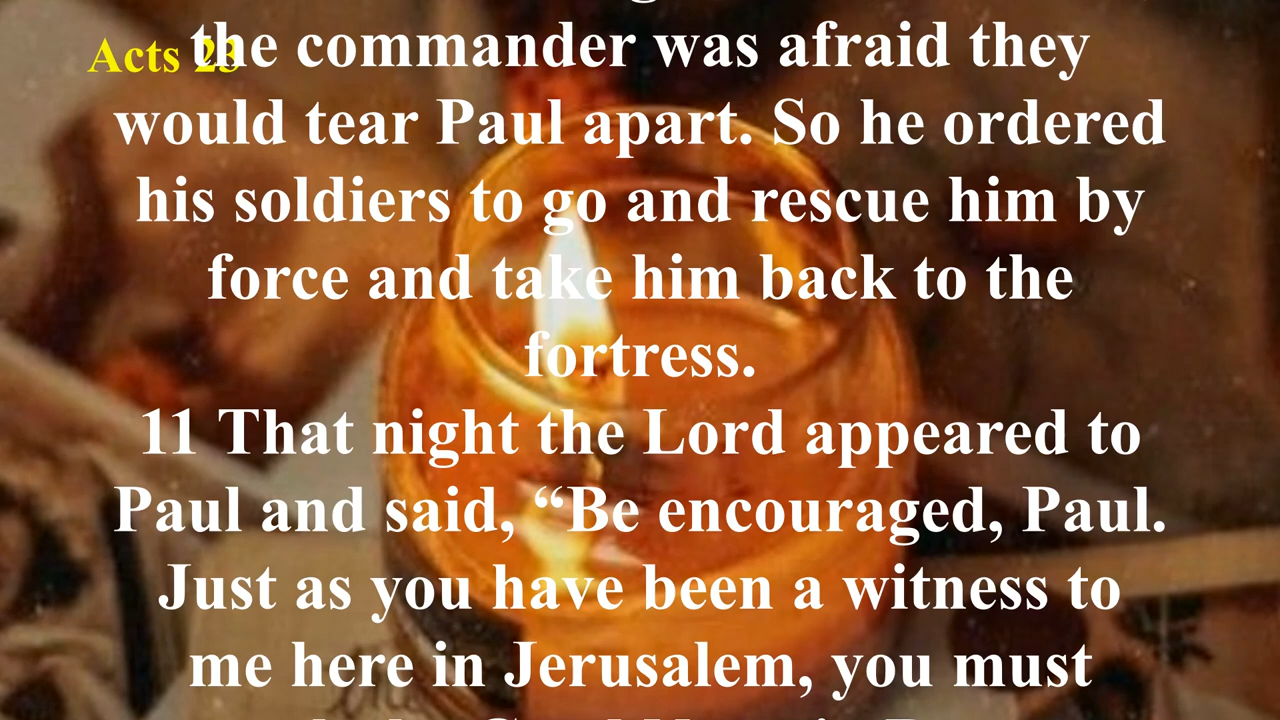 Acts 23
the commander was afraid they
would tear Paul apart. So he ordered
his soldiers to go and rescue him by
force and take him back to the
fortress.
11 That night the Lord appeared to
Paul and said, “Be encouraged, Paul.
Just as you have been a witness to
me here in Jerusalem, you must